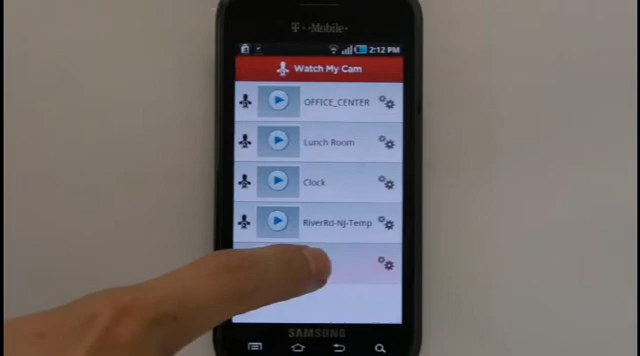 T··Mobile·
2:12 PM
Watch My Cam
OFFICE_CENTER
Lunch Room
Clock
RiverRd-NJ-Temp
SAMSUNG